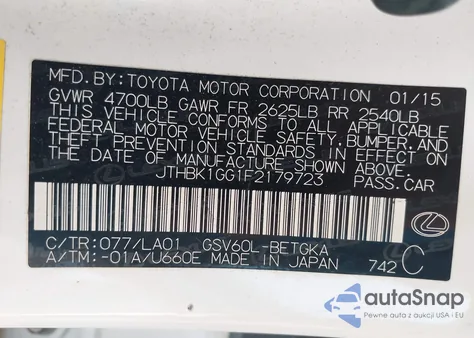 MFD. BY: TOYOTA MOTOR CORPORATION 01/15
GVWR 4700LB GAWR FR 2625LB RR 2540LB
THIS VEHICLE CONFORMS TO ALL APPLICABLE
FEDERAL MOTOR VEHICLE SAFETY, BUMPER, AND
THEFT PREVENTION STANDARDS IN EFFECT ON
THE DATE OF MANUFACTURE SHOWN ABOVE.
JTHBK1GG1F2179723 PASS.CAR
C/TR:077/LA01 GSV60L-BETGKA
A/TM:-01A/U660E MADE IN JAPAN 742 C
autoSnap
Pewne auta z aukcji USA i EU